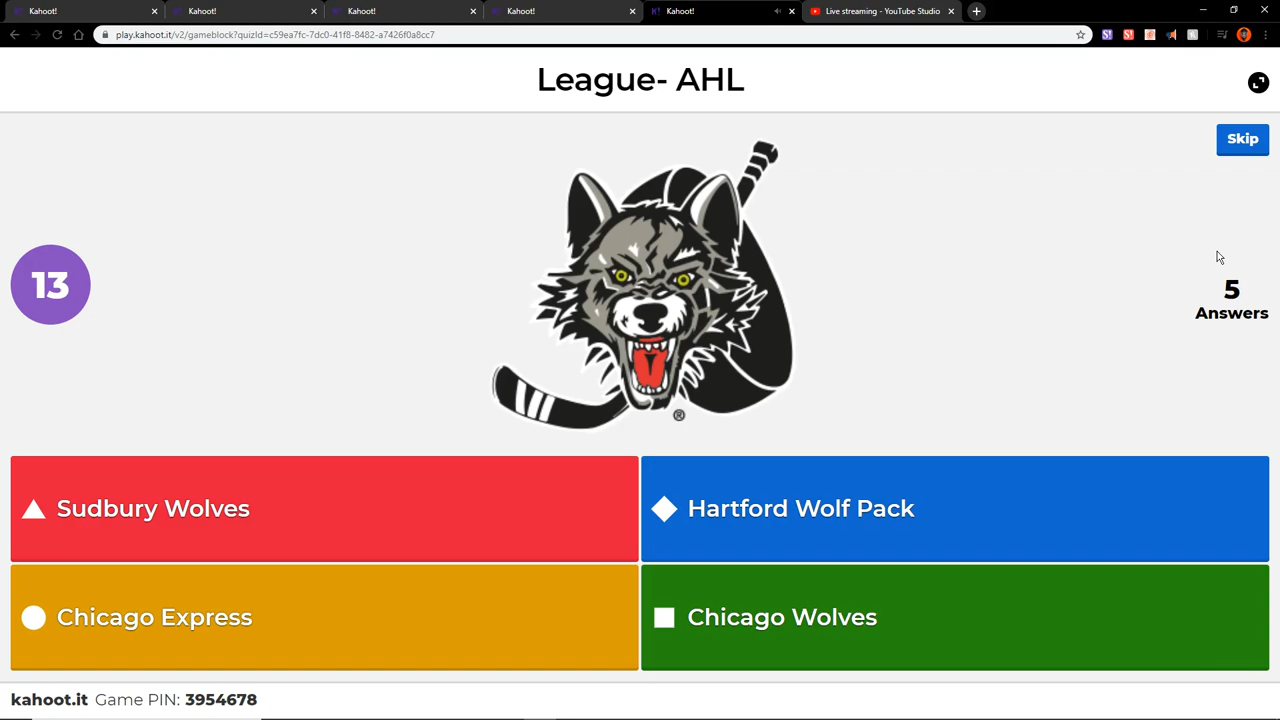 Kahoot!
Kahoot!
Kahoot!
Kahoot!
Kahoot!
Live streaming - YouTube Studio
play.kahoot.it/v2/gameblock?quizId=c59ea7fc-7dc0-41f8-8482-a7426f0a8cc7
League- AHL
Skip
13
5
Answers
®
Sudbury Wolves
Hartford Wolf Pack
Chicago Express
Chicago Wolves
kahoot.it Game PIN: 3954678